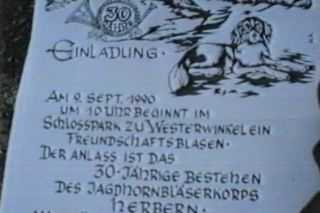 30
JAHRE
EINLADUNG.
AM 9. SEPT. 1990
UM 10 UHR BEGINNT IM
SCHLOSSPARK ZU WESTERWINKEL EIN
FREUNDSCHAFTSBLASEN.
DER ANLASS IST DAS
30-JÄHRIGE BESTEHEN
DES JAGDHORNBLÄSERKORPS
HERBERN.